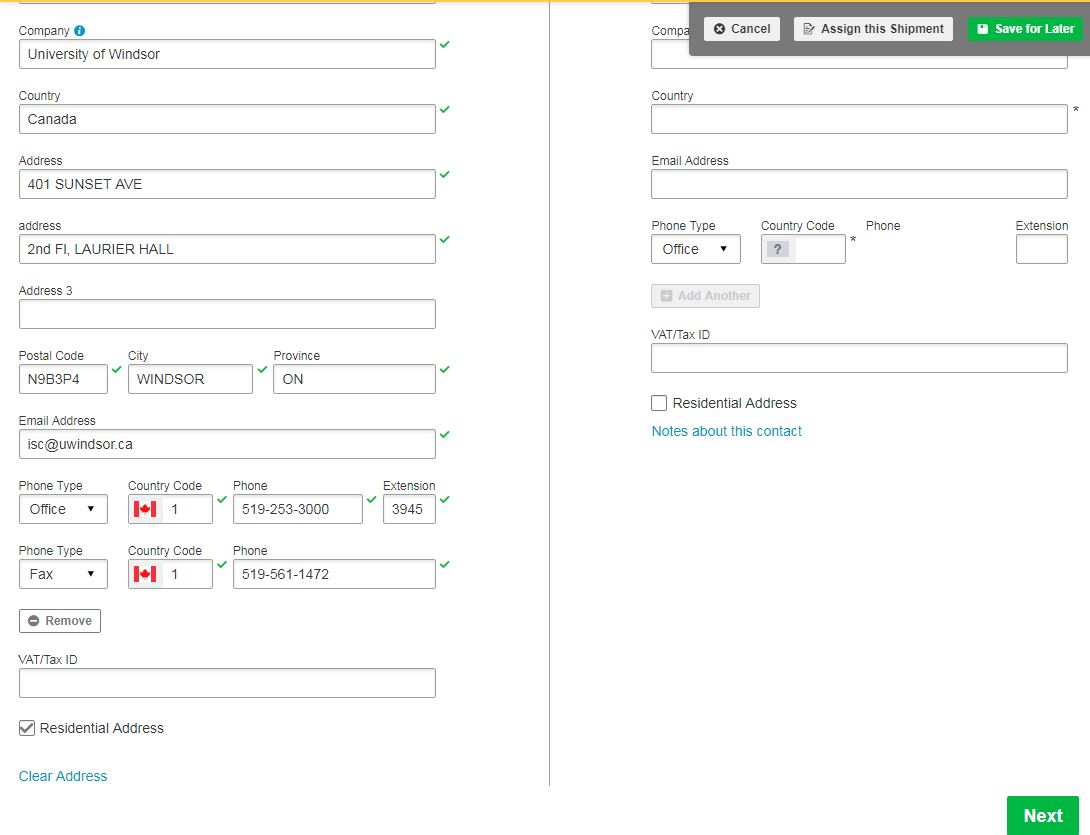 Company
University of Windsor
Country
Canada
Address
401 SUNSET AVE
address
2nd Fl, LAURIER HALL
Address 3
Postal Code City Province
N9B3P4 WINDSOR ON
Email Address
isc@uwindsor.ca
Phone Type Country Code Phone Extension
Office 1 519-253-3000 3945
Phone Type Country Code Phone
Fax 1 519-561-1472
Remove
VAT/Tax ID
Residential Address
Clear Address
Cancel Assign this Shipment Save for Later
Compa
Country
*
Email Address
Phone Type Country Code Phone Extension
Office ? *
Add Another
VAT/Tax ID
Residential Address
Notes about this contact
Next